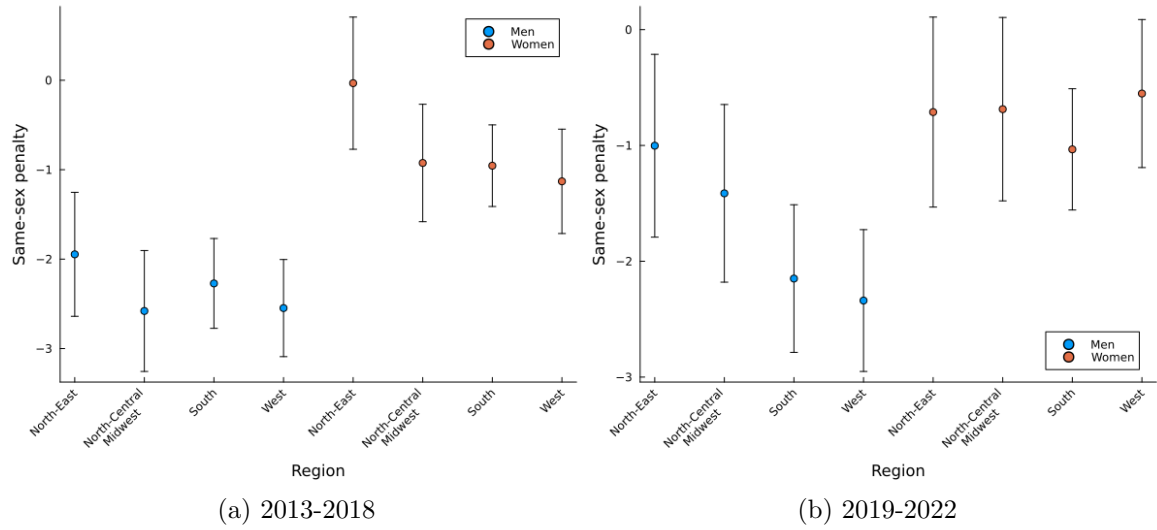 Same-sex penalty
0
−1
−2
−3
Men
Women
North-East
North-Central
Midwest
South
West
North-East
North-Central
Midwest
South
West
Region
(a) 2013-2018
Same-sex penalty
0
−1
−2
−3
Men
Women
North-East
North-Central
Midwest
South
West
North-East
North-Central
Midwest
South
West
Region
(b) 2019-2022